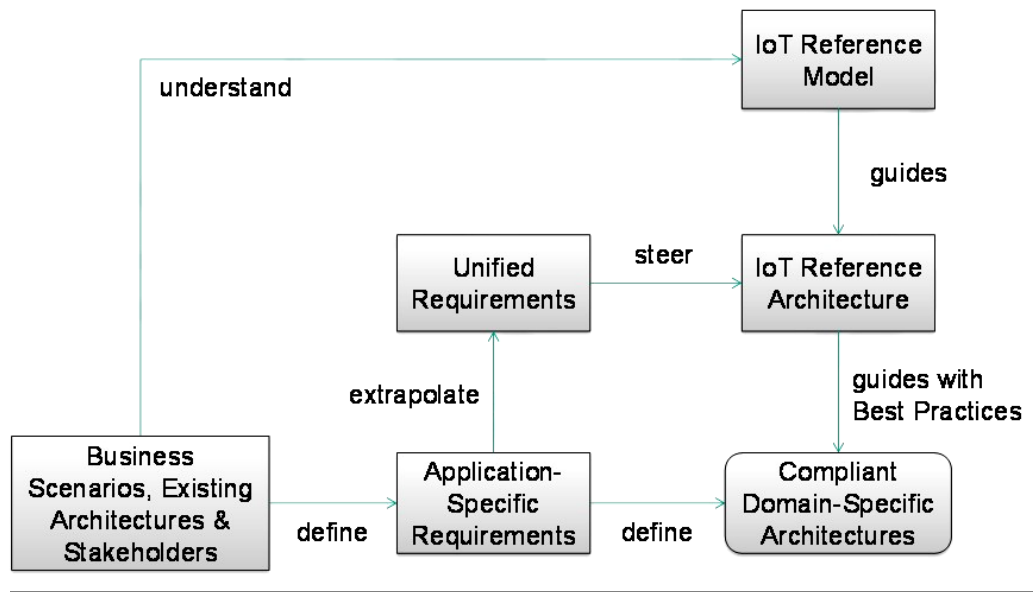 IoT Reference
Model
understand
guides
Unified
Requirements
steer
IoT Reference
Architecture
extrapolate
guides with
Best Practices
Business
Scenarios, Existing
Architectures &
Stakeholders
define
Application-
Specific
Requirements
define
Compliant
Domain-Specific
Architectures